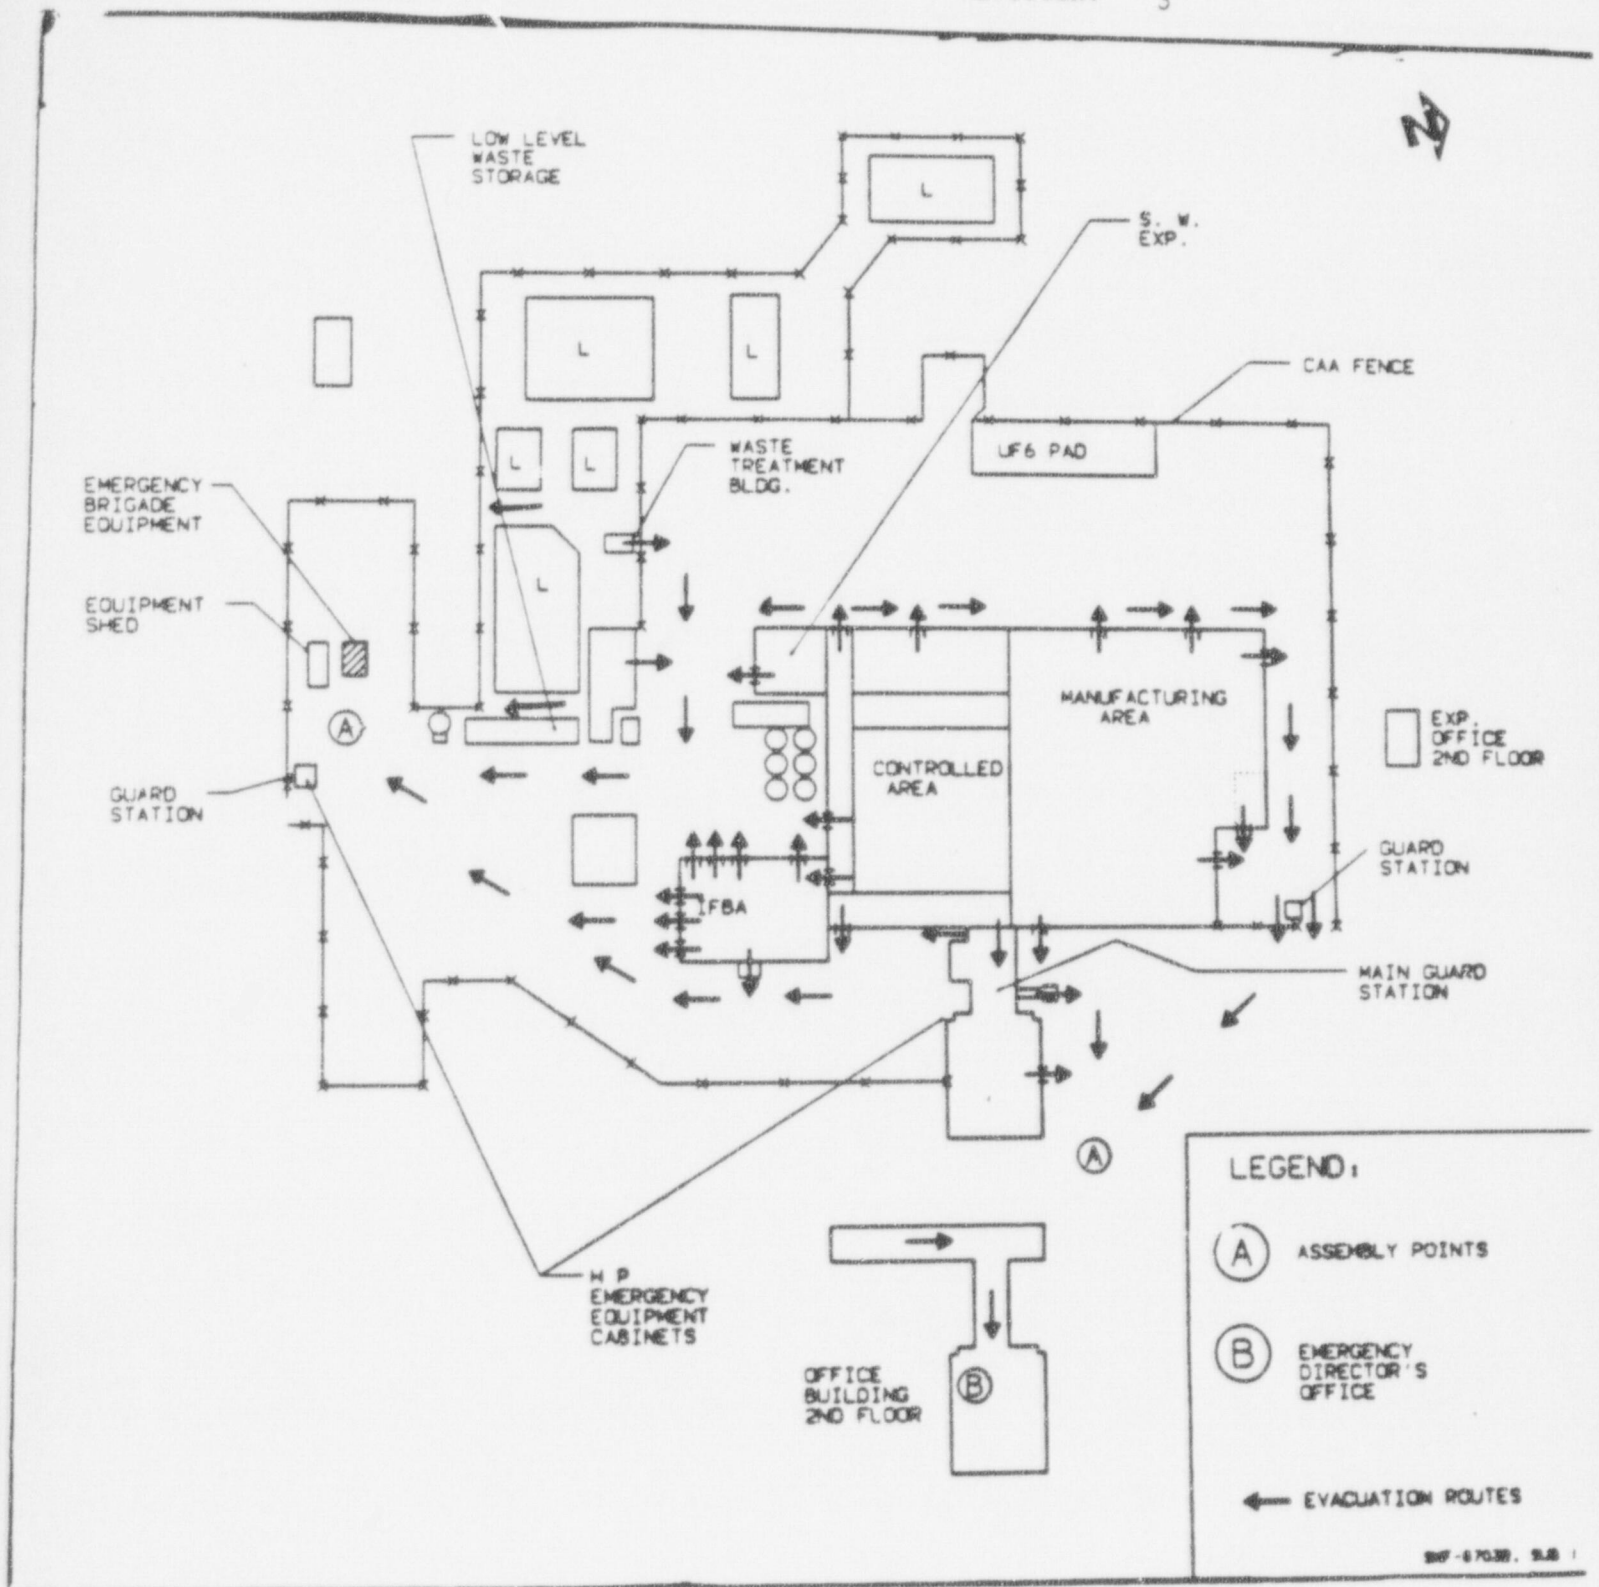 3
N
LOW LEVEL
WASTE
STORAGE
L
S. W.
EXP.
L
L
CAA FENCE
L
L
WASTE
TREATMENT
BLDG.
UF6 PAD
EMERGENCY
BRIGADE
EQUIPMENT
L
EQUIPMENT
SHED
MANUFACTURING
AREA
A
EXP.
OFFICE
2ND FLOOR
CONTROLLED
AREA
GUARD
STATION
GUARD
STATION
IFBA
MAIN GUARD
STATION
A
LEGEND:
A ASSEMBLY POINTS
H P
EMERGENCY
EQUIPMENT
CABINETS
B EMERGENCY
DIRECTOR'S
OFFICE
OFFICE
BUILDING
2ND FLOOR
B
EVACUATION ROUTES